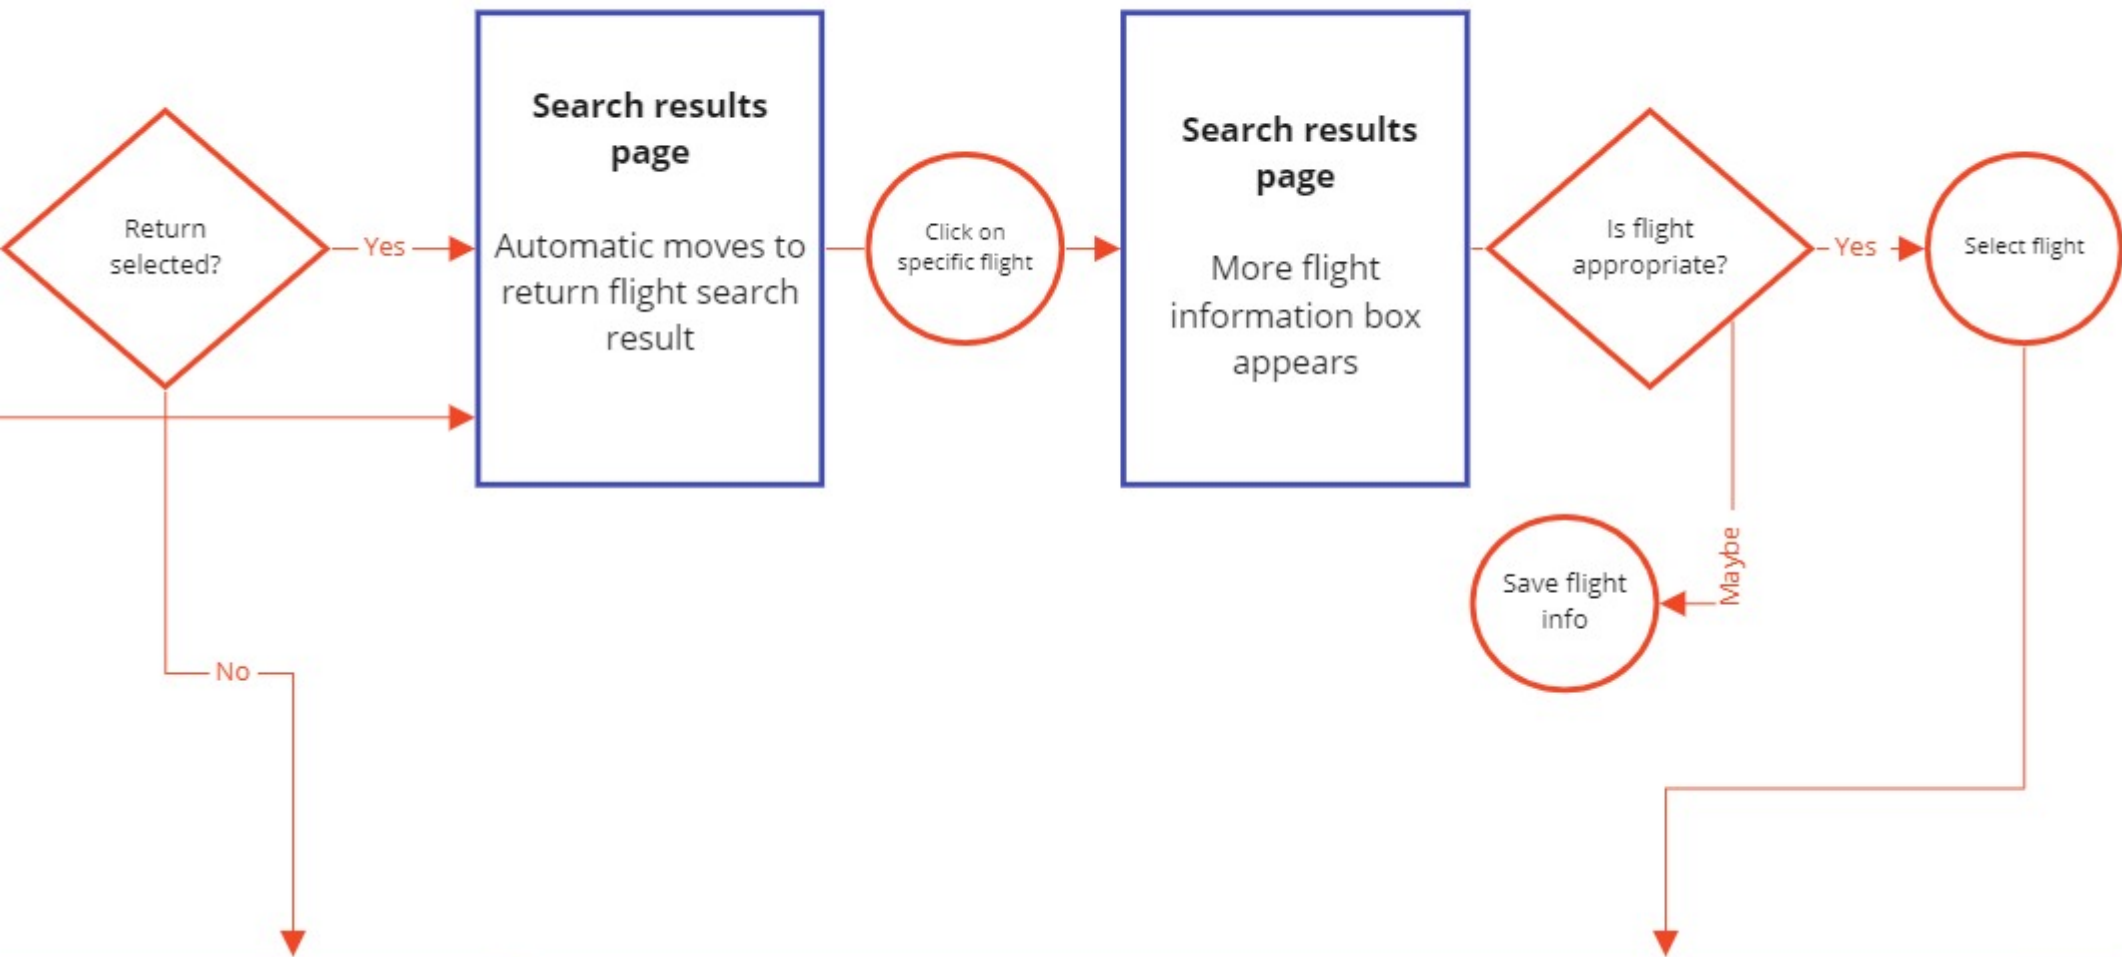 Return
selected?
Yes
Search results
page
Automatic moves to
return flight search
result
Click on
specific flight
Search results
page
More flight
information box
appears
Is flight
appropriate?
Yes
Select flight
Maybe
Save flight
info
No